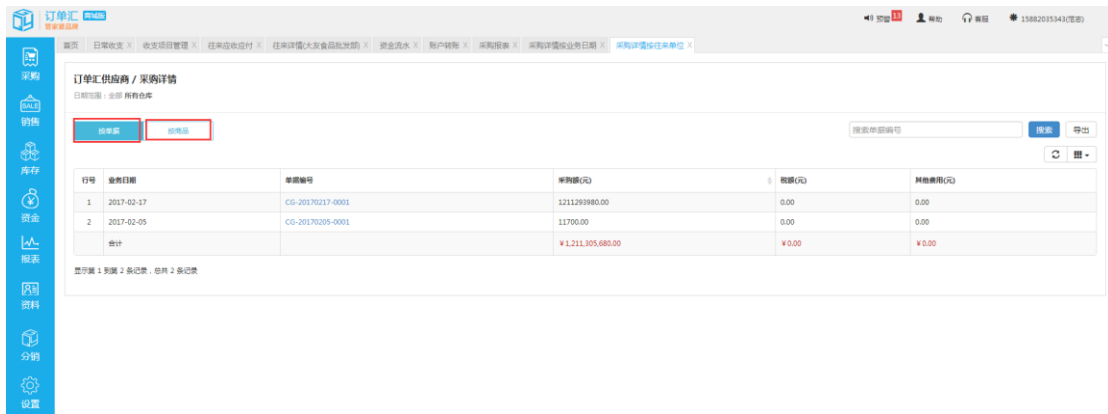 订单汇 商城版
管家婆品牌
预警 13 帮助 客服 15882035343(范忠)
首页 日常收支 X 收支项目管理 X 往来应收应付 X 往来详情(大友食品批发部) X 资金流水 X 账户转账 X 采购报表 X 采购详情按业务日期 X 采购详情按往来单位 X
采购
SALE
销售
库存
资金
报表
资料
分销
设置
订单汇供应商 / 采购详情
日期范围：全部 所有仓库
按单据 按商品 搜索单据编号 搜索 导出
行号 业务日期 单据编号 采购额(元) 税额(元) 其他费用(元)
1 2017-02-17 CG-20170217-0001 1211293980.00 0.00 0.00
2 2017-02-05 CG-20170205-0001 11700.00 0.00 0.00
合计 ¥1,211,305,680.00 ¥0.00 ¥0.00
显示第 1 到第 2 条记录，总共 2 条记录